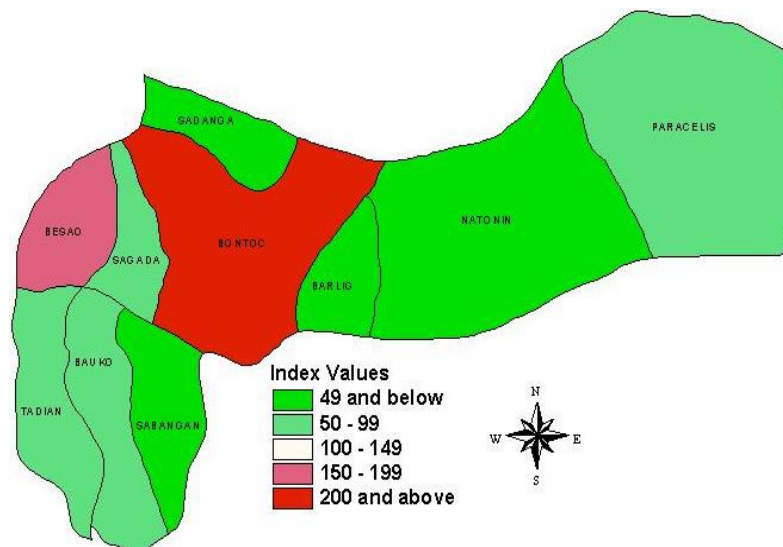 SADANGA
PARACELIS
BESAO
NATONIN
BONTOC
SAGADA
BARLIG
BAUKO
TADIAN
SABANGAN
Index Values
49 and below
50 - 99
100 - 149
150 - 199
200 and above
N
W
E
S